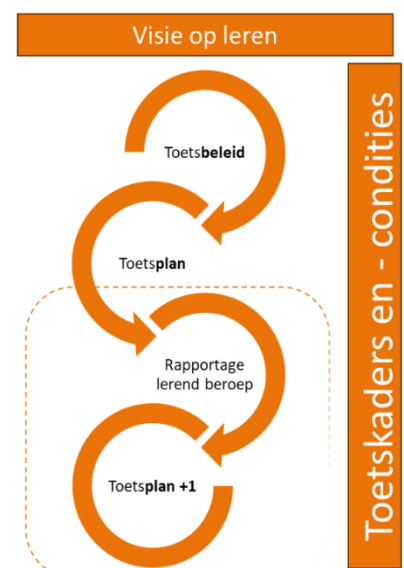 Visie op leren
Toetsbeleid
Toetsplan
Rapportage
lerend beroep
Toetsplan +1
Toetskaders en - condities